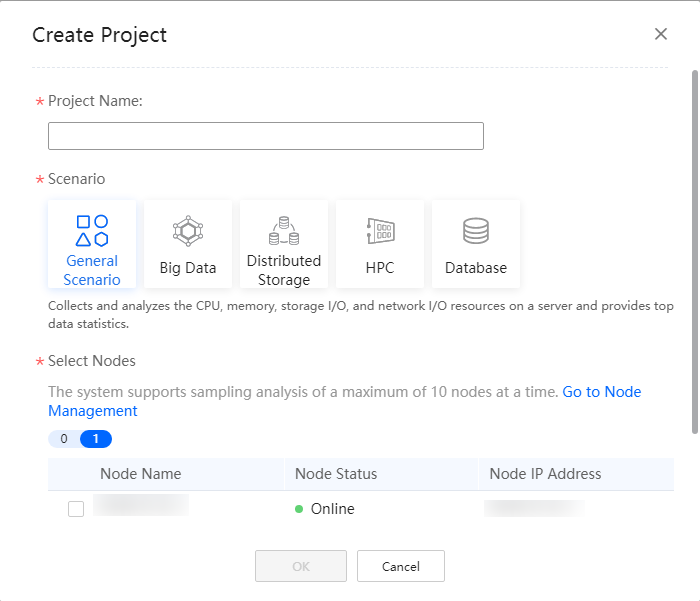 Create Project
* Project Name:
* Scenario
General
Scenario
Big Data
Distributed
Storage
HPC
Database
Collects and analyzes the CPU, memory, storage I/O, and network I/O resources on a server and provides top
data statistics.
* Select Nodes
The system supports sampling analysis of a maximum of 10 nodes at a time. Go to Node
Management
0 1
Node Name Node Status Node IP Address
Online
OK Cancel